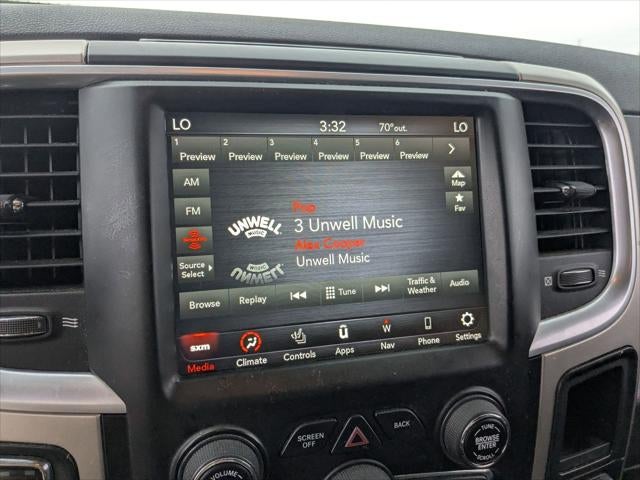 LO 3:32 70°out. LO
1 2 3 4 5 6
Preview Preview Preview Preview Preview Preview
AM
Map
FM
Fav
UNWELL
MUSIC
Pop
3 Unwell Music
Alex Cooper
Unwell Music
Source
Select
Browse Replay Tune Traffic &
Weather Audio
sxm
Media Climate Controls Apps W
Nav Phone Settings
SCREEN
OFF
BACK
VOLUME
TUNE
BROWSE
ENTER
SCROLL